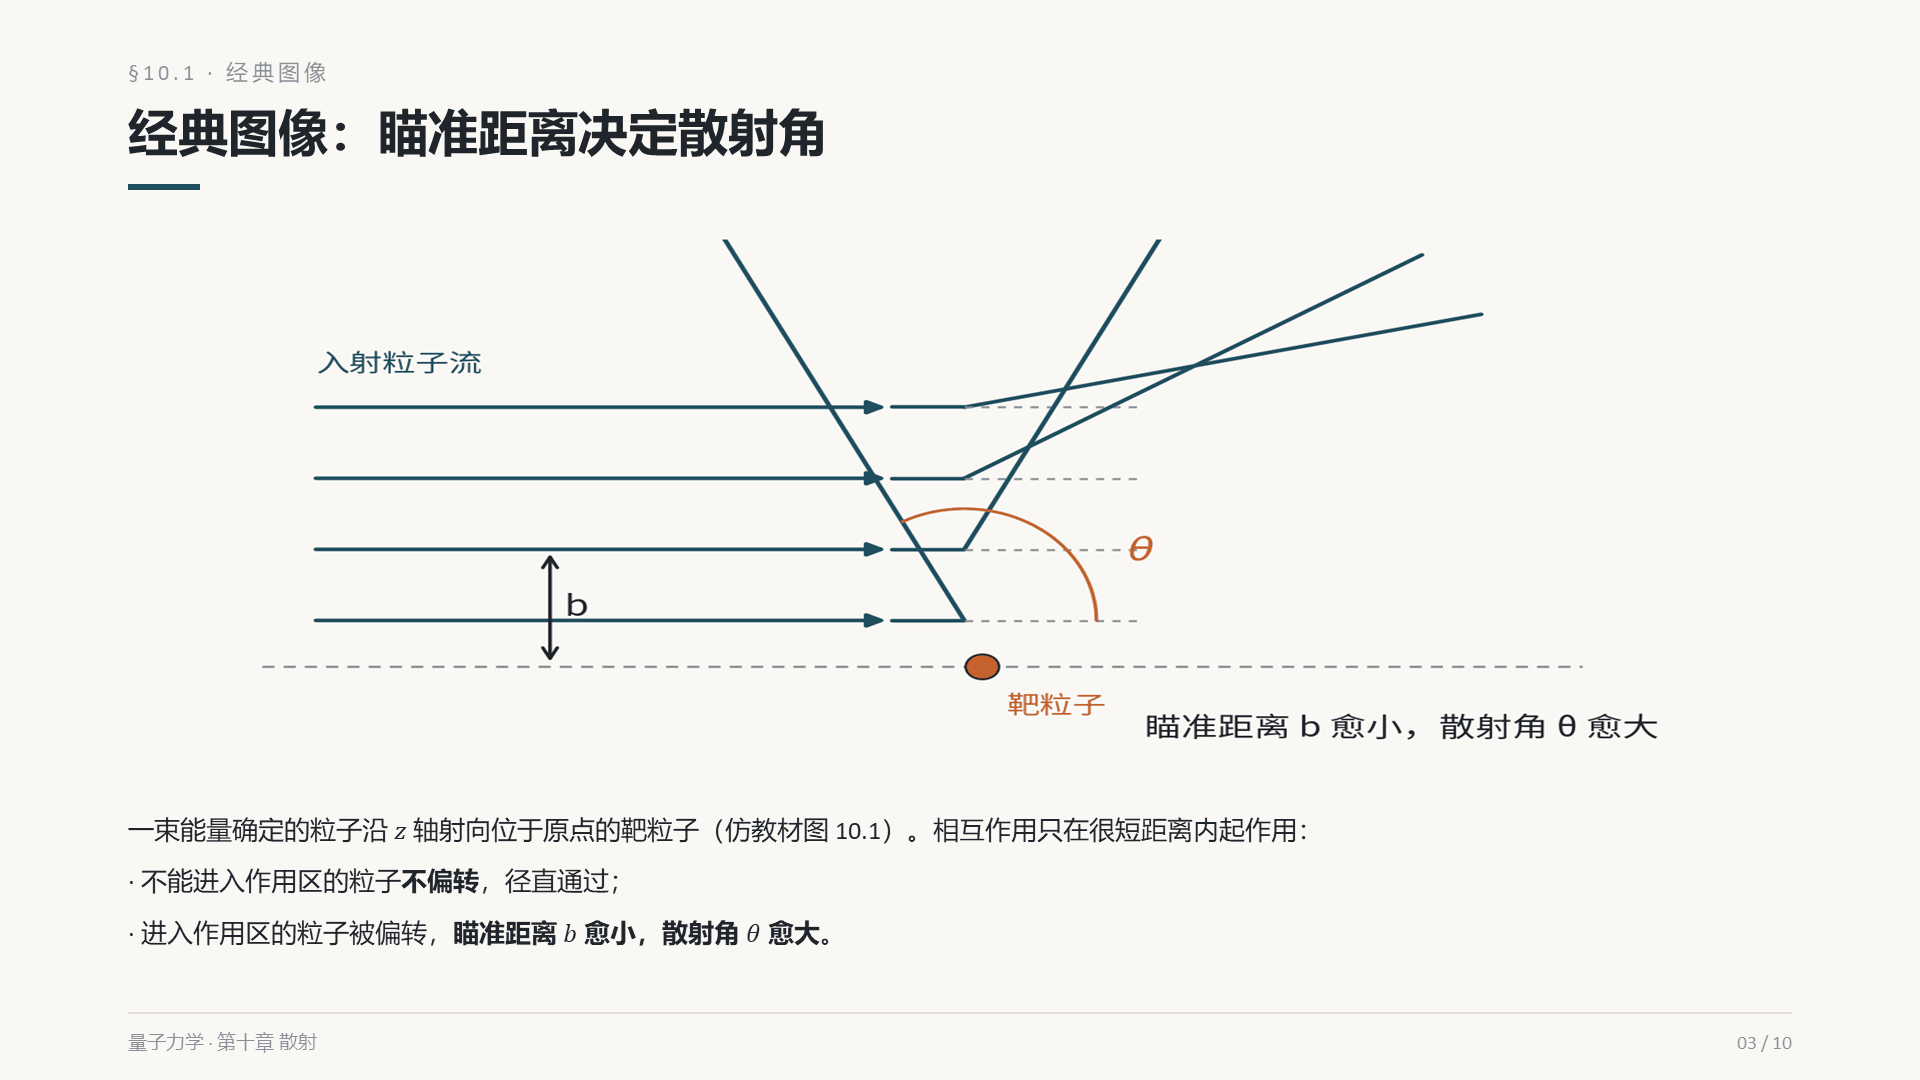 §10.1 · 经典图像
经典图像：瞄准距离决定散射角
入射粒子流
θ
b
靶粒子
瞄准距离 b 愈小，散射角 θ 愈大
一束能量确定的粒子沿 z 轴射向位于原点的靶粒子（仿教材图 10.1）。相互作用只在很短距离内起作用：
· 不能进入作用区的粒子不偏转，径直通过；
· 进入作用区的粒子被偏转，瞄准距离 b 愈小，散射角 θ 愈大。
量子力学 · 第十章 散射
03 / 10